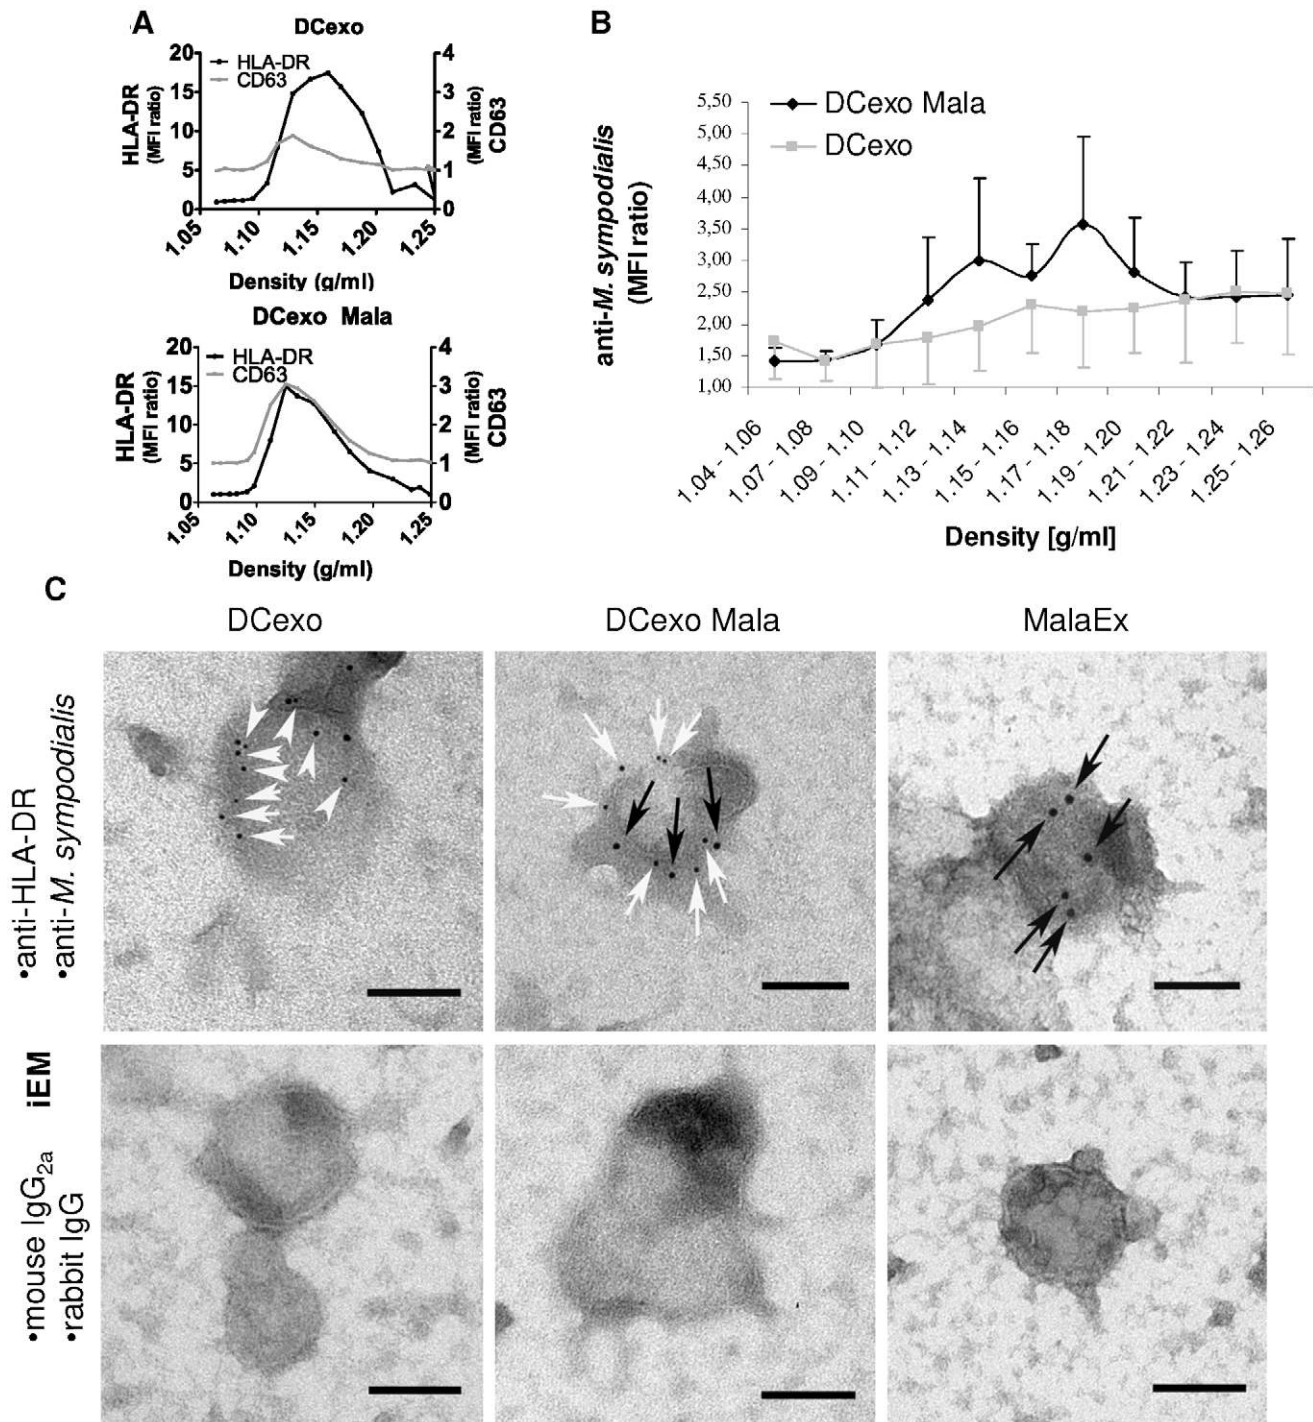 A
DCexo
HLA-DR
CD63
20
15
10
5
0
4
3
2
1
0
HLA-DR
(MFI ratio)
(MFI ratio)
CD63
1.05
1.10
1.15
1.20
1.25
Density (g/ml)
DCexo Mala
HLA-DR
CD63
20
15
10
5
0
4
3
2
1
0
HLA-DR
(MFI ratio)
(MFI ratio)
CD63
1.05
1.10
1.15
1.20
1.25
Density (g/ml)
B
DCexo Mala
DCexo
anti-M. sympodialis
(MFI ratio)
5,50
5,00
4,50
4,00
3,50
3,00
2,50
2,00
1,50
1,00
1.04 - 1.06
1.07 - 1.08
1.09 - 1.10
1.11 - 1.12
1.13 - 1.14
1.15 - 1.16
1.17 - 1.18
1.19 - 1.20
1.21 - 1.22
1.23 - 1.24
1.25 - 1.26
Density [g/ml]
C
DCexo
DCexo Mala
MalaEx
•anti-HLA-DR
•anti-M. sympodialis
iEM
•mouse IgG2a
•rabbit IgG